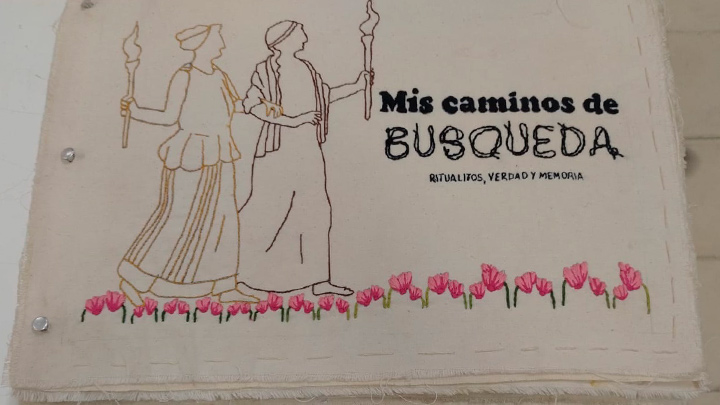 Mis caminos de
BUSQUEDA
RITUALITOS, VERDAD Y MEMORIA